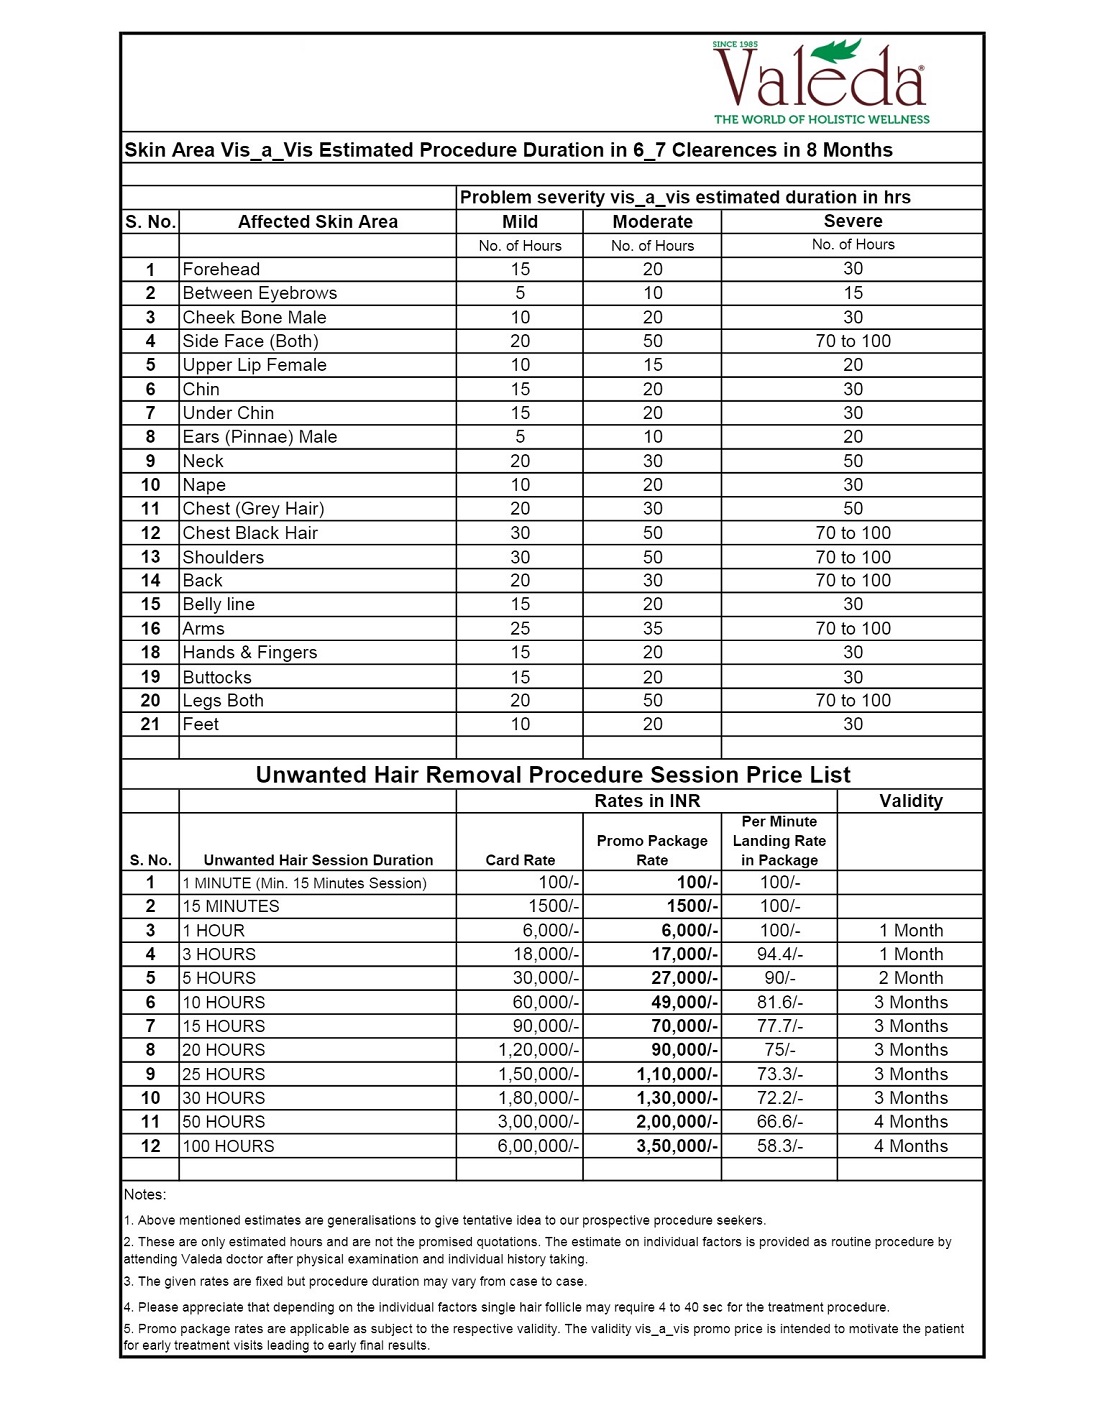 SINCE 1985
Valeda®
THE WORLD OF HOLISTIC WELLNESS
Skin Area Vis_a_Vis Estimated Procedure Duration in 6_7 Clearences in 8 Months
Problem severity vis_a_vis estimated duration in hrs
S. No. Affected Skin Area Mild Moderate Severe
No. of Hours No. of Hours No. of Hours
1 Forehead 15 20 30
2 Between Eyebrows 5 10 15
3 Cheek Bone Male 10 20 30
4 Side Face (Both) 20 50 70 to 100
5 Upper Lip Female 10 15 20
6 Chin 15 20 30
7 Under Chin 15 20 30
8 Ears (Pinnae) Male 5 10 20
9 Neck 20 30 50
10 Nape 10 20 30
11 Chest (Grey Hair) 20 30 50
12 Chest Black Hair 30 50 70 to 100
13 Shoulders 30 50 70 to 100
14 Back 20 30 70 to 100
15 Belly line 15 20 30
16 Arms 25 35 70 to 100
18 Hands & Fingers 15 20 30
19 Buttocks 15 20 30
20 Legs Both 20 50 70 to 100
21 Feet 10 20 30
Unwanted Hair Removal Procedure Session Price List
Rates in INR Validity
Per Minute
Promo Package Landing Rate
S. No. Unwanted Hair Session Duration Card Rate Rate in Package
1 1 MINUTE (Min. 15 Minutes Session) 100/- 100/- 100/-
2 15 MINUTES 1500/- 1500/- 100/-
3 1 HOUR 6,000/- 6,000/- 100/- 1 Month
4 3 HOURS 18,000/- 17,000/- 94.4/- 1 Month
5 5 HOURS 30,000/- 27,000/- 90/- 2 Month
6 10 HOURS 60,000/- 49,000/- 81.6/- 3 Months
7 15 HOURS 90,000/- 70,000/- 77.7/- 3 Months
8 20 HOURS 1,20,000/- 90,000/- 75/- 3 Months
9 25 HOURS 1,50,000/- 1,10,000/- 73.3/- 3 Months
10 30 HOURS 1,80,000/- 1,30,000/- 72.2/- 3 Months
11 50 HOURS 3,00,000/- 2,00,000/- 66.6/- 4 Months
12 100 HOURS 6,00,000/- 3,50,000/- 58.3/- 4 Months
Notes:
1. Above mentioned estimates are generalisations to give tentative idea to our prospective procedure seekers.
2. These are only estimated hours and are not the promised quotations. The estimate on individual factors is provided as routine procedure by
attending Valeda doctor after physical examination and individual history taking.
3. The given rates are fixed but procedure duration may vary from case to case.
4. Please appreciate that depending on the individual factors single hair follicle may require 4 to 40 sec for the treatment procedure.
5. Promo package rates are applicable as subject to the respective validity. The validity vis_a_vis promo price is intended to motivate the patient
for early treatment visits leading to early final results.